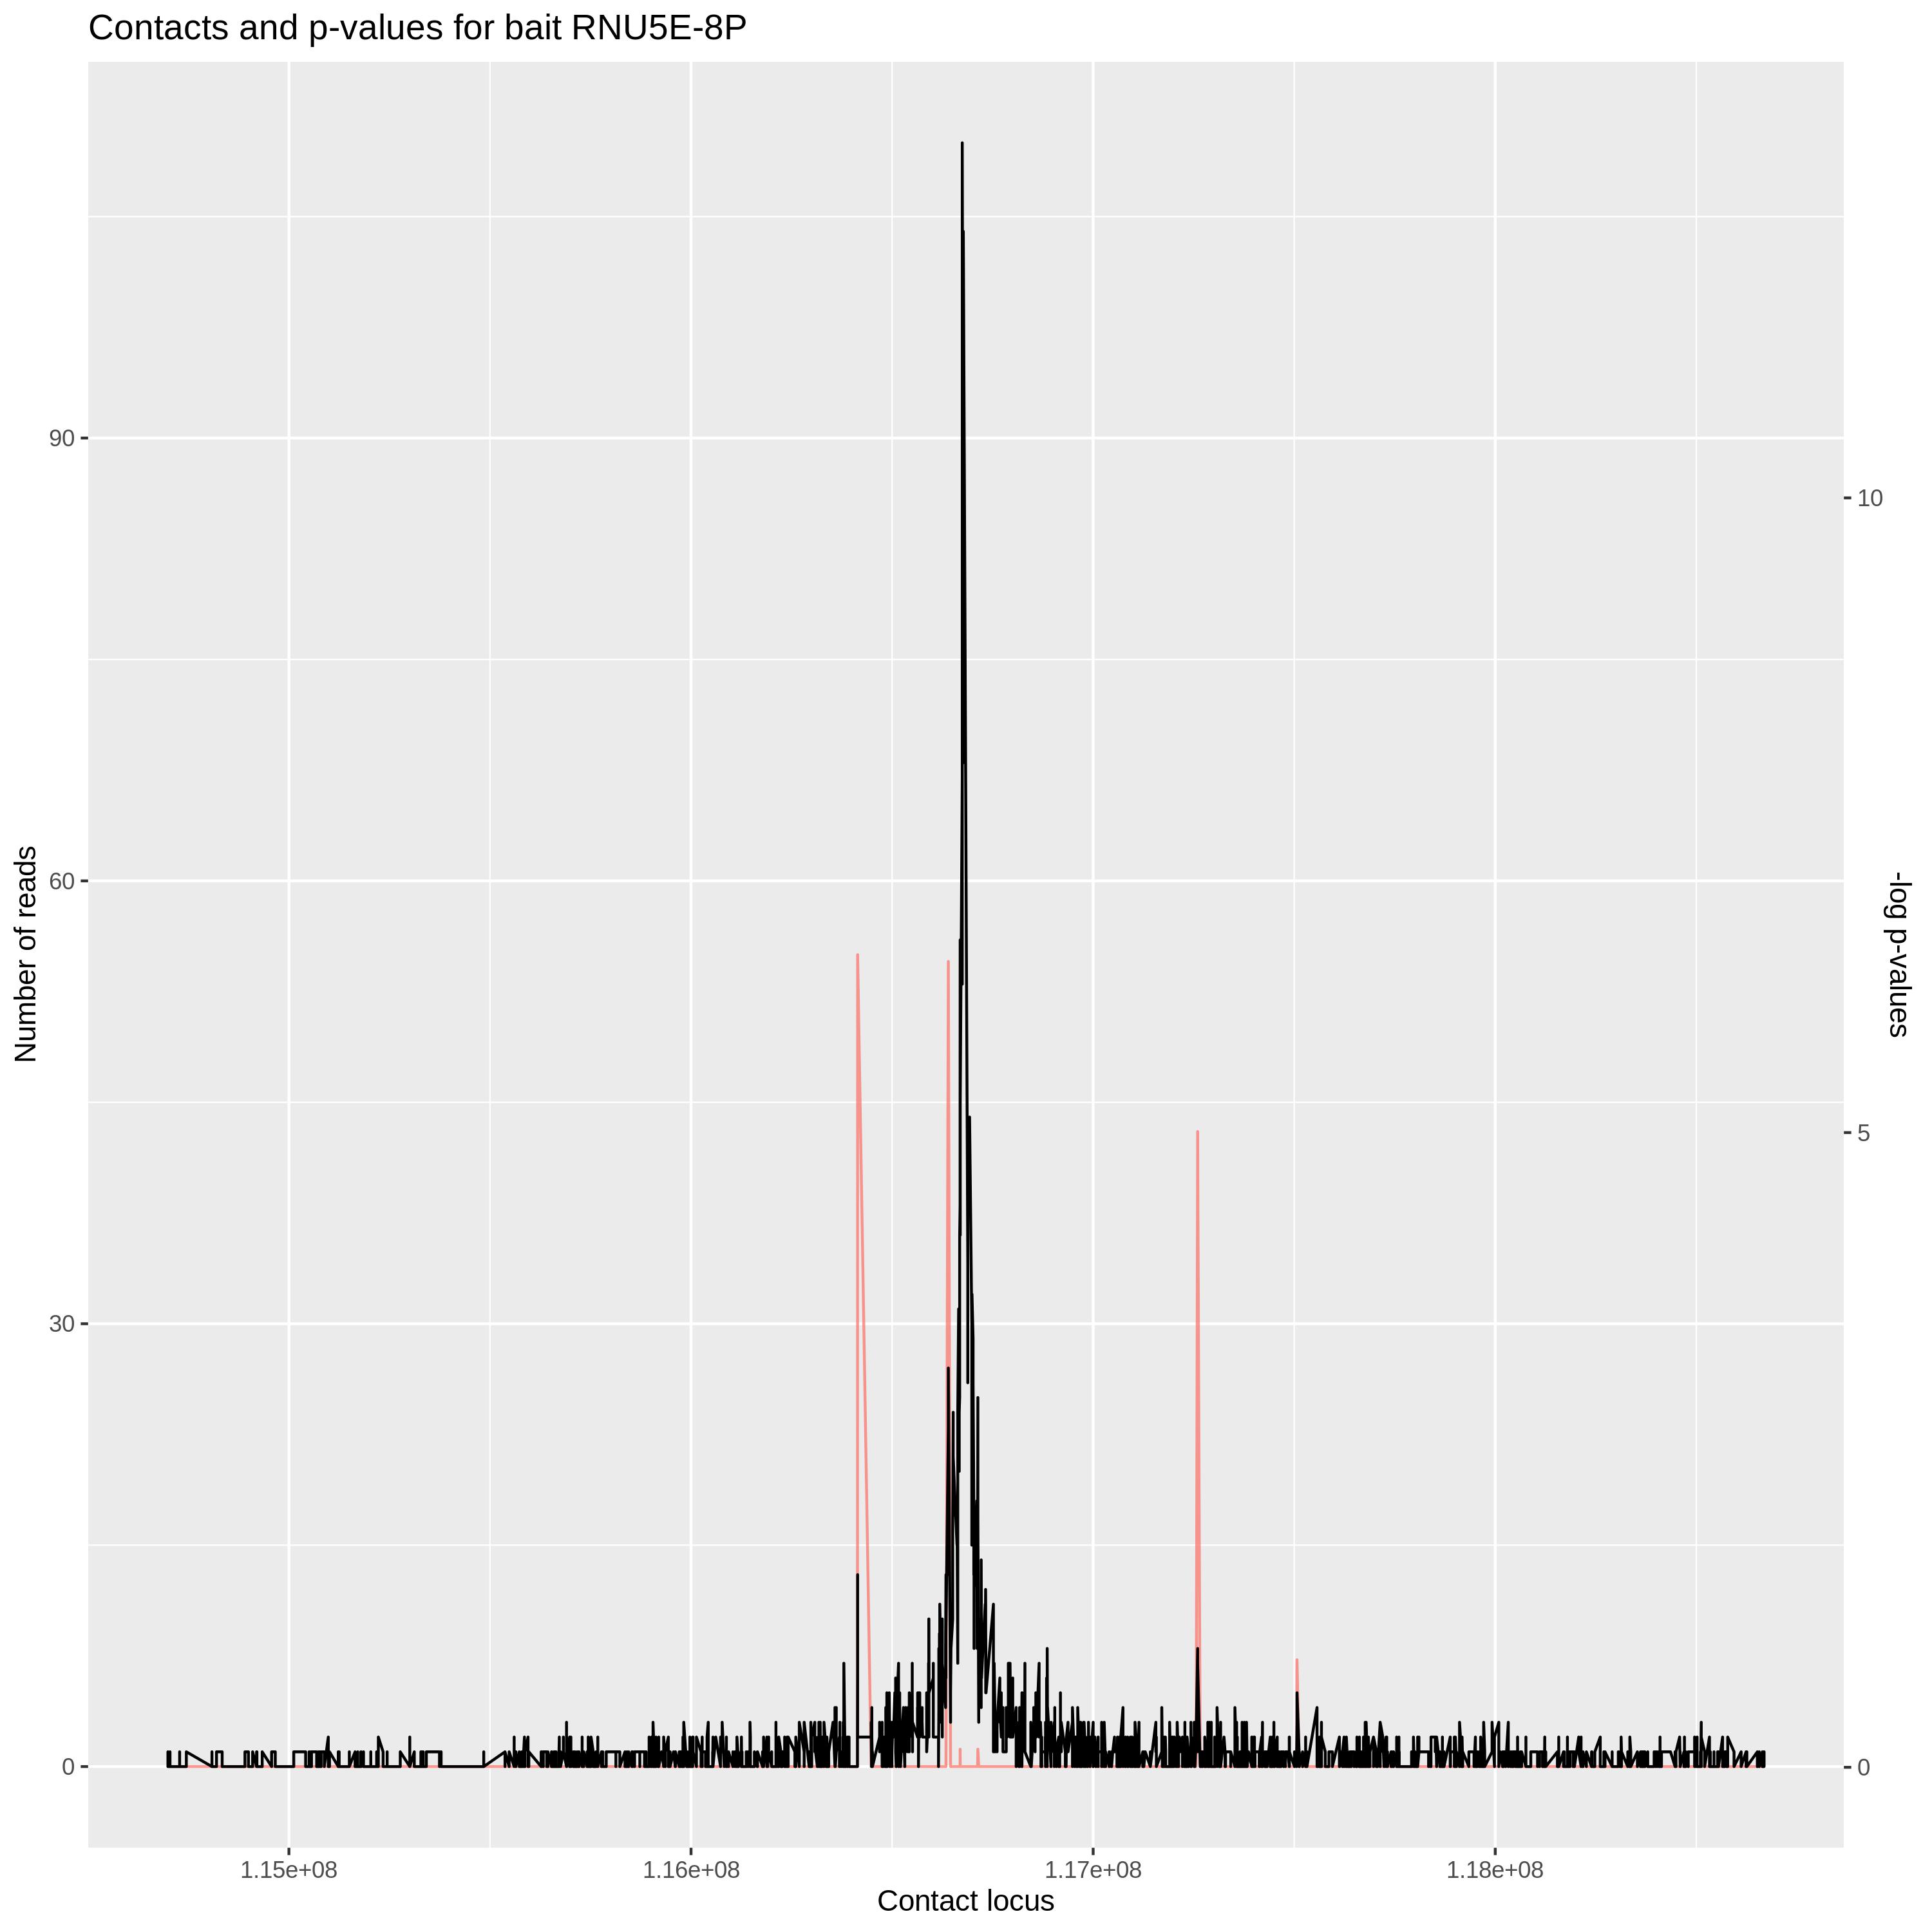 Contacts and p-values for bait RNU5E-8P
90
60
30
0
10
5
0
Number of reads
-log p-values
1.15e+08
1.16e+08
1.17e+08
1.18e+08
Contact locus